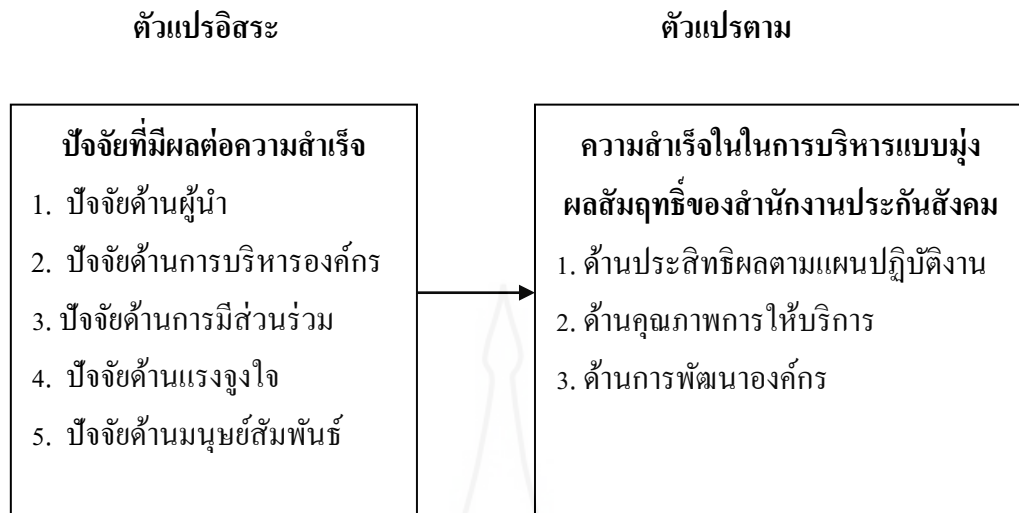 ตัวแปรอิสระ
ตัวแปรตาม
ปัจจัยที่มีผลต่อความสำเร็จ
1. ปัจจัยด้านผู้นำ
2. ปัจจัยด้านการบริหารองค์กร
3. ปัจจัยด้านการมีส่วนร่วม
4. ปัจจัยด้านแรงจูงใจ
5. ปัจจัยด้านมนุษย์สัมพันธ์
ความสำเร็จในในการบริหารแบบมุ่ง
ผลสัมฤทธิ์ของสำนักงานประกันสังคม
1. ด้านประสิทธิผลตามแผนปฏิบัติงาน
2. ด้านคุณภาพการให้บริการ
3. ด้านการพัฒนาองค์กร